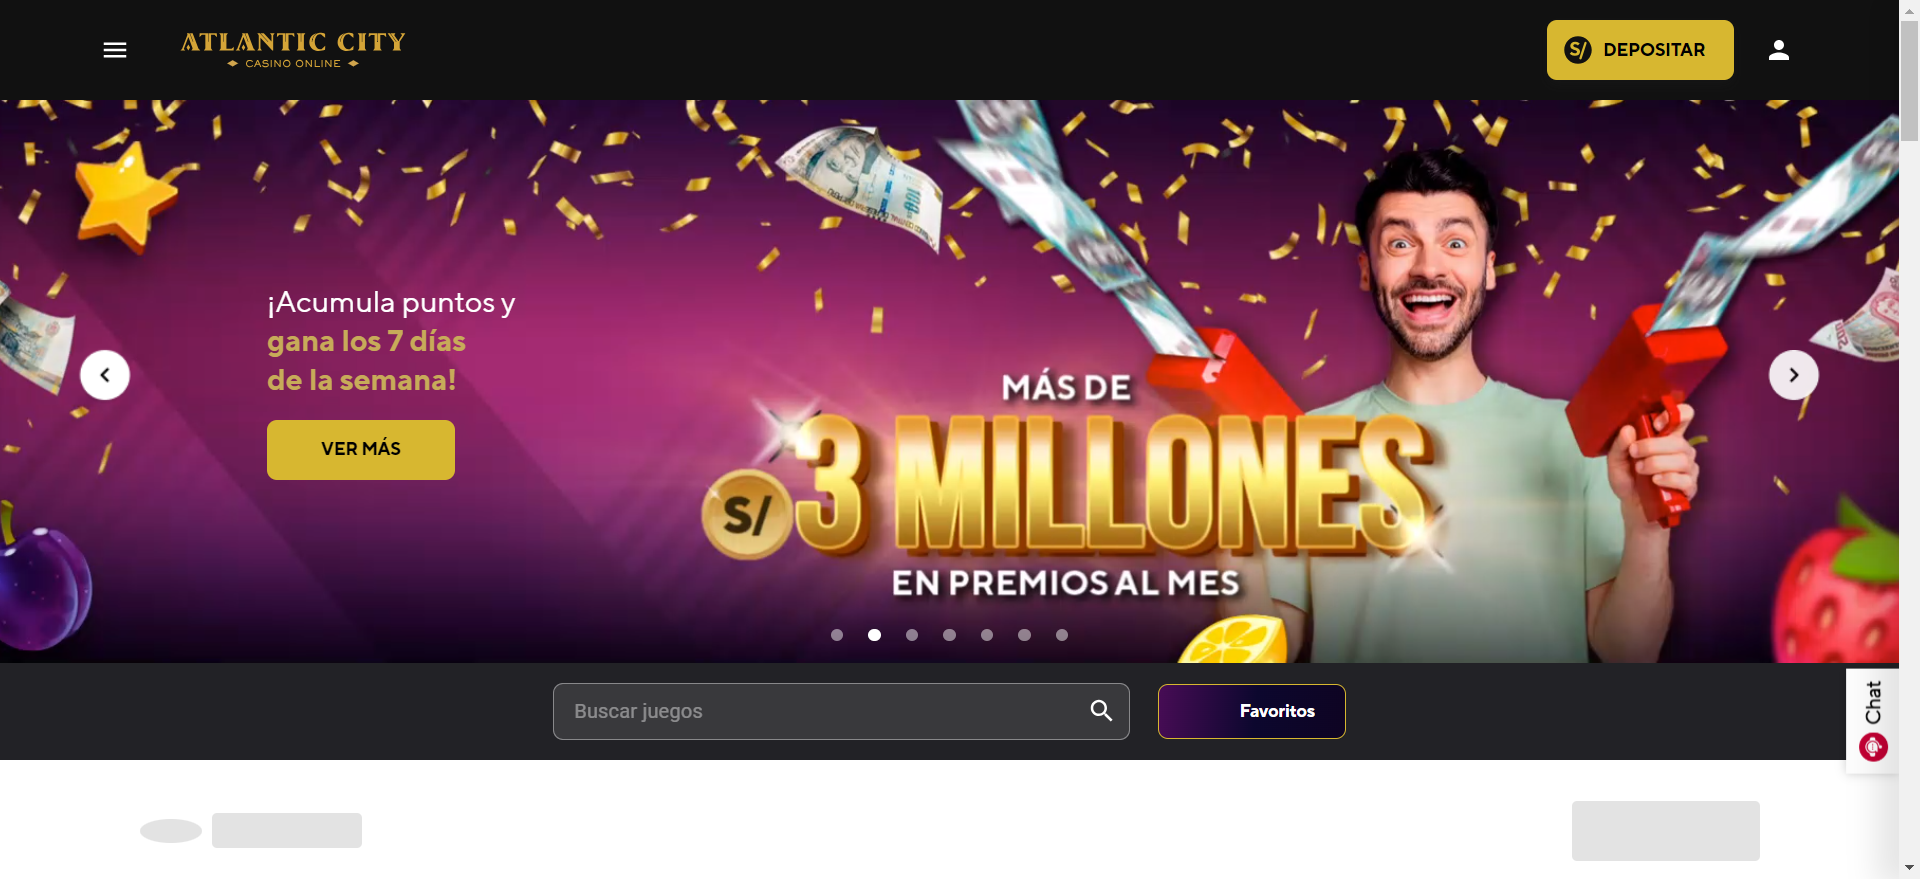 ATLANTIC CITY
CASINO ONLINE
S/ DEPOSITAR
¡Acumula puntos y
gana los 7 días
de la semana!
VER MÁS
MÁS DE
S/ 3 MILLONES
EN PREMIOS AL MES
Buscar juegos
Favoritos
Chat